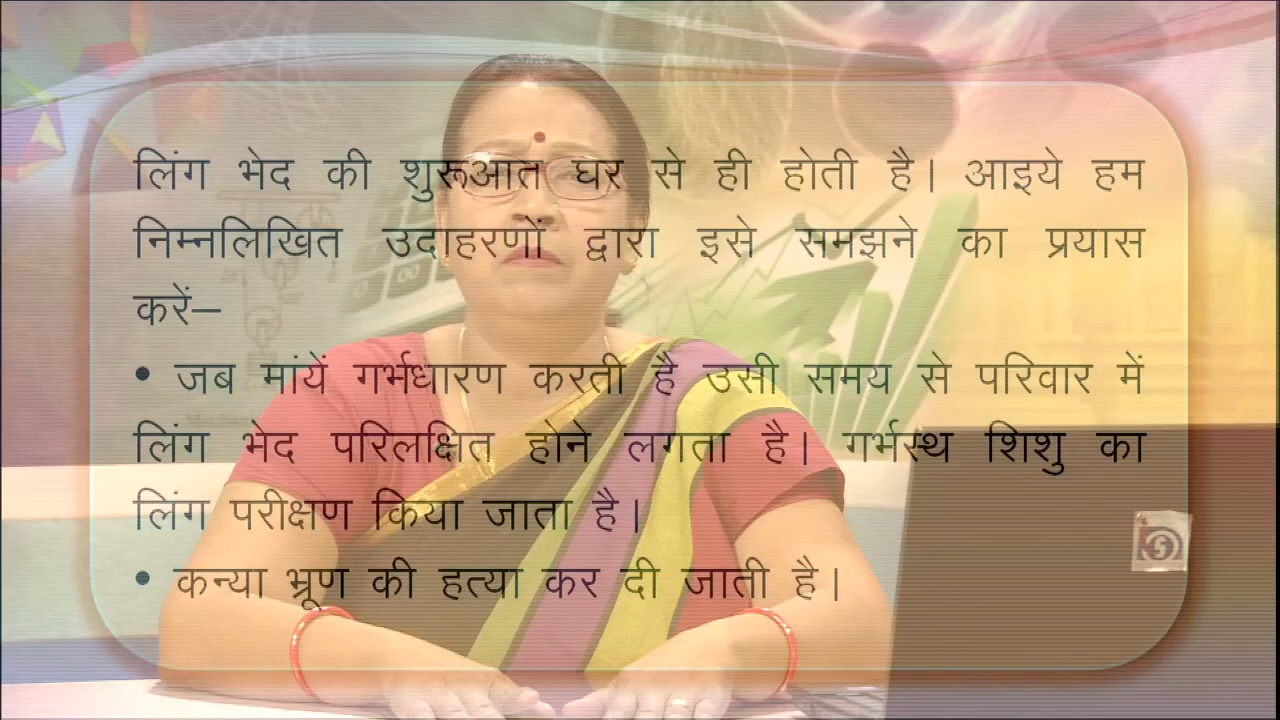 लिंग भेद की शुरूआत घर से ही होती है। आइये हम
निम्नलिखित उदाहरणों द्वारा इसे समझने का प्रयास
करें–
• जब मांयें गर्भधारण करती है उसी समय से परिवार में
लिंग भेद परिलक्षित होने लगता है। गर्भस्थ शिशु का
लिंग परीक्षण किया जाता है।
• कन्या भ्रूण की हत्या कर दी जाती है।